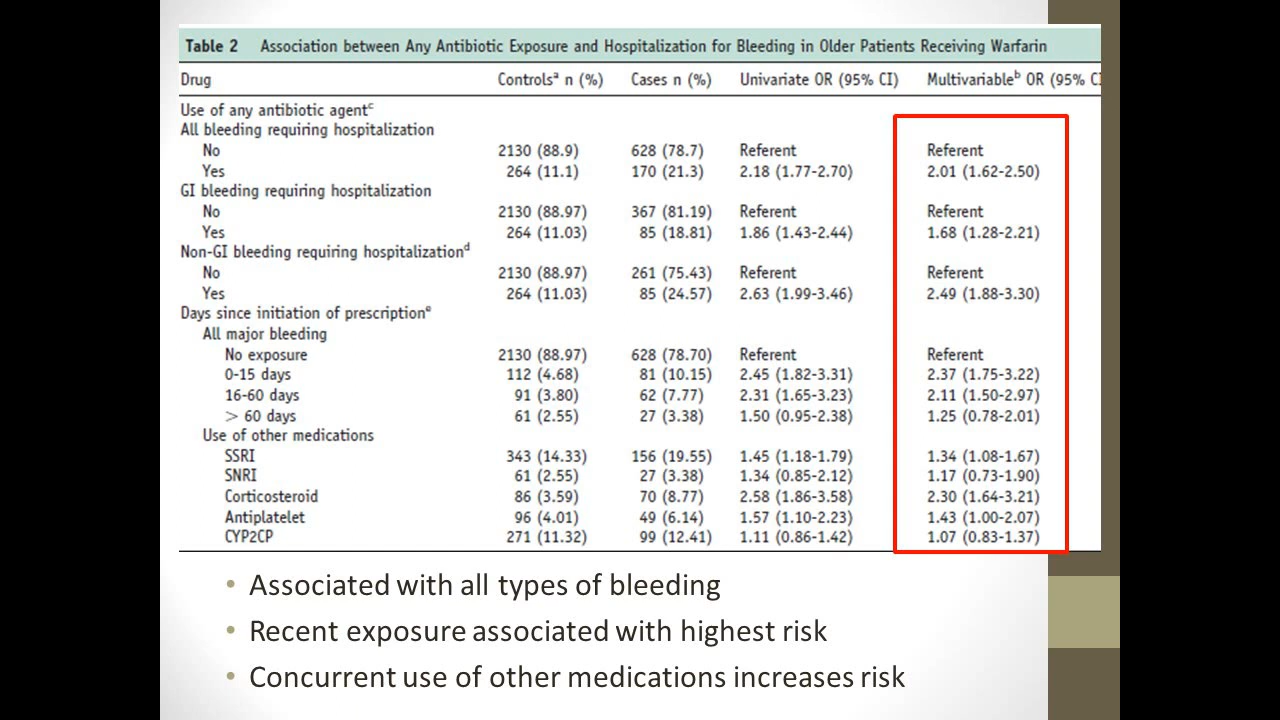 Table 2 Association between Any Antibiotic Exposure and Hospitalization for Bleeding in Older Patients Receiving Warfarin
Drug Controlsa n (%) Cases n (%) Univariate OR (95% CI) Multivariableb OR (95% C
Use of any antibiotic agentc
All bleeding requiring hospitalization
No 2130 (88.9) 628 (78.7) Referent Referent
Yes 264 (11.1) 170 (21.3) 2.18 (1.77-2.70) 2.01 (1.62-2.50)
GI bleeding requiring hospitalization
No 2130 (88.97) 367 (81.19) Referent Referent
Yes 264 (11.03) 85 (18.81) 1.86 (1.43-2.44) 1.68 (1.28-2.21)
Non-GI bleeding requiring hospitalizationd
No 2130 (88.97) 261 (75.43) Referent Referent
Yes 264 (11.03) 85 (24.57) 2.63 (1.99-3.46) 2.49 (1.88-3.30)
Days since initiation of prescriptione
All major bleeding
No exposure 2130 (88.97) 628 (78.70) Referent Referent
0-15 days 112 (4.68) 81 (10.15) 2.45 (1.82-3.31) 2.37 (1.75-3.22)
16-60 days 91 (3.80) 62 (7.77) 2.31 (1.65-3.23) 2.11 (1.50-2.97)
> 60 days 61 (2.55) 27 (3.38) 1.50 (0.95-2.38) 1.25 (0.78-2.01)
Use of other medications
SSRI 343 (14.33) 156 (19.55) 1.45 (1.18-1.79) 1.34 (1.08-1.67)
SNRI 61 (2.55) 27 (3.38) 1.34 (0.85-2.12) 1.17 (0.73-1.90)
Corticosteroid 86 (3.59) 70 (8.77) 2.58 (1.86-3.58) 2.30 (1.64-3.21)
Antiplatelet 96 (4.01) 49 (6.14) 1.57 (1.10-2.23) 1.43 (1.00-2.07)
CYP2CP 271 (11.32) 99 (12.41) 1.11 (0.86-1.42) 1.07 (0.83-1.37)
• Associated with all types of bleeding
• Recent exposure associated with highest risk
• Concurrent use of other medications increases risk